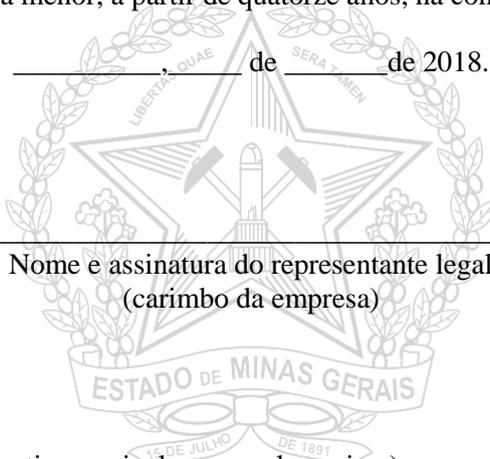 a menor, a partir de quatorze anos, na con
LIBERTAS QUAE SERA TAMEN
__________,_____ de _______de 2018.
Nome e assinatura do representante legal
(carimbo da empresa)
ESTADO DE MINAS GERAIS
15 DE JULHO DE 1891